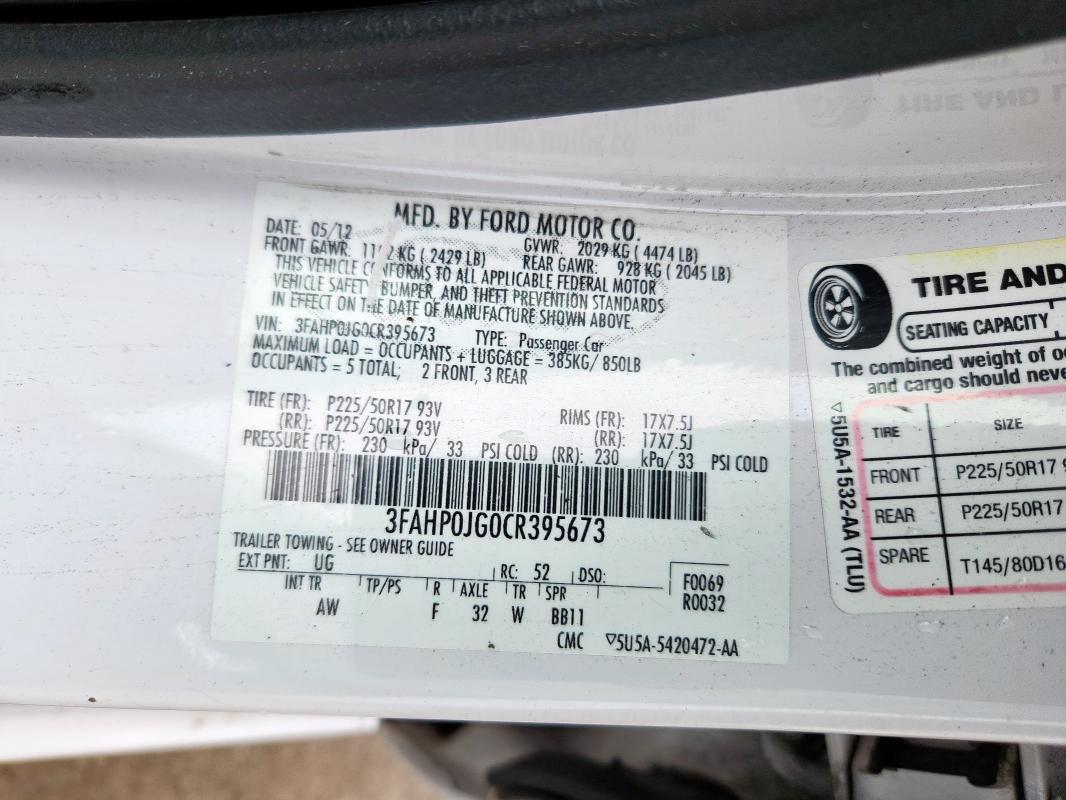 MFD. BY FORD MOTOR CO.
DATE: 05/12 GVWR: 2029 KG ( 4474 LB)
FRONT GAWR: KG ( 2429 LB) REAR GAWR: 928 KG ( 2045 LB)
THIS VEHICLE CONFORMS TO ALL APPLICABLE FEDERAL MOTOR
VEHICLE SAFETY, BUMPER, AND THEFT PREVENTION STANDARDS
IN EFFECT ON THE DATE OF MANUFACTURE SHOWN ABOVE.
VIN: 3FAHP0JG0CR395673 TYPE: Passenger Car
MAXIMUM LOAD = OCCUPANTS + LUGGAGE = 385KG/ 850LB
OCCUPANTS = 5 TOTAL; 2 FRONT, 3 REAR
TIRE (FR): P225/50R17 93V RIMS (FR): 17X7.5J
(RR): P225/50R17 93V (RR): 17X7.5J
PRESSURE (FR): 230 kPa/ 33 PSI COLD (RR): 230 kPa/ 33 PSI COLD
3FAHP0JG0CR395673
TRAILER TOWING - SEE OWNER GUIDE
EXT PNT: UG RC: 52 DSO: F0069
R0032
INT TR TP/PS R AXLE TR SPR
AW F 32 W BB11
CMC ▽5U5A-5420472-AA
TIRE AND
SEATING CAPACITY
The combined weight of
and cargo should
TIRE SIZE
FRONT P225/50R17
REAR P225/50R17
SPARE T145/80D16
▽5U5A-1532-AA (TLU)